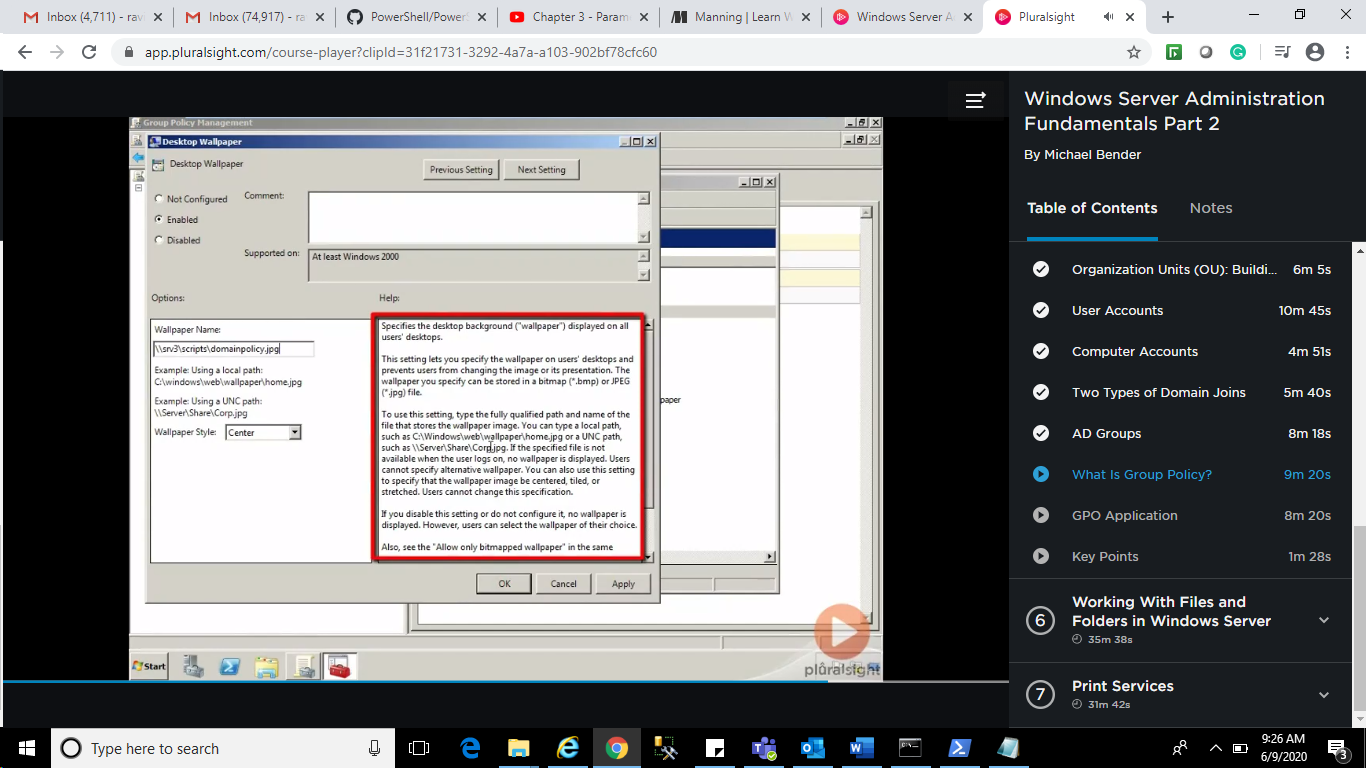 Inbox (4,711) - rav
Inbox (74,917) - ra
PowerShell/Power
Chapter 3 - Param
Manning | Learn W
Windows Server A
Pluralsight
app.pluralsight.com/course-player?clipId=31f21731-3292-4a7a-a103-902bf78cfc60
Group Policy Management
Desktop Wallpaper
Desktop Wallpaper
Previous Setting
Next Setting
Not Configured
Enabled
Disabled
Comment:
Supported on:
At least Windows 2000
Options:
Help:
Wallpaper Name:
\\srv3\scripts\domainpolicy.jpg
Example: Using a local path:
C:\windows\web\wallpaper\home.jpg
Example: Using a UNC path:
\\Server\Share\Corp.jpg
Wallpaper Style: Center
Specifies the desktop background ("wallpaper") displayed on all
users' desktops.
This setting lets you specify the wallpaper on users' desktops and
prevents users from changing the image or its presentation. The
wallpaper you specify can be stored in a bitmap (*.bmp) or JPEG
(*.jpg) file.
To use this setting, type the fully qualified path and name of the
file that stores the wallpaper image. You can type a local path,
such as C:\Windows\web\wallpaper\home.jpg or a UNC path,
such as \\Server\Share\Corp.jpg. If the specified file is not
available when the user logs on, no wallpaper is displayed. Users
cannot specify alternative wallpaper. You can also use this setting
to specify that the wallpaper image be centered, tiled, or
stretched. Users cannot change this specification.
If you disable this setting or do not configure it, no wallpaper is
displayed. However, users can select the wallpaper of their choice.
Also, see the "Allow only bitmapped wallpaper" in the same
paper
OK
Cancel
Apply
Start
pluralsight
Windows Server Administration
Fundamentals Part 2
By Michael Bender
Table of Contents
Notes
Organization Units (OU): Buildi... 6m 5s
User Accounts 10m 45s
Computer Accounts 4m 51s
Two Types of Domain Joins 5m 40s
AD Groups 8m 18s
What Is Group Policy? 9m 20s
GPO Application 8m 20s
Key Points 1m 28s
6
Working With Files and
Folders in Windows Server
35m 38s
7
Print Services
31m 42s
Type here to search
9:26 AM
6/9/2020
3